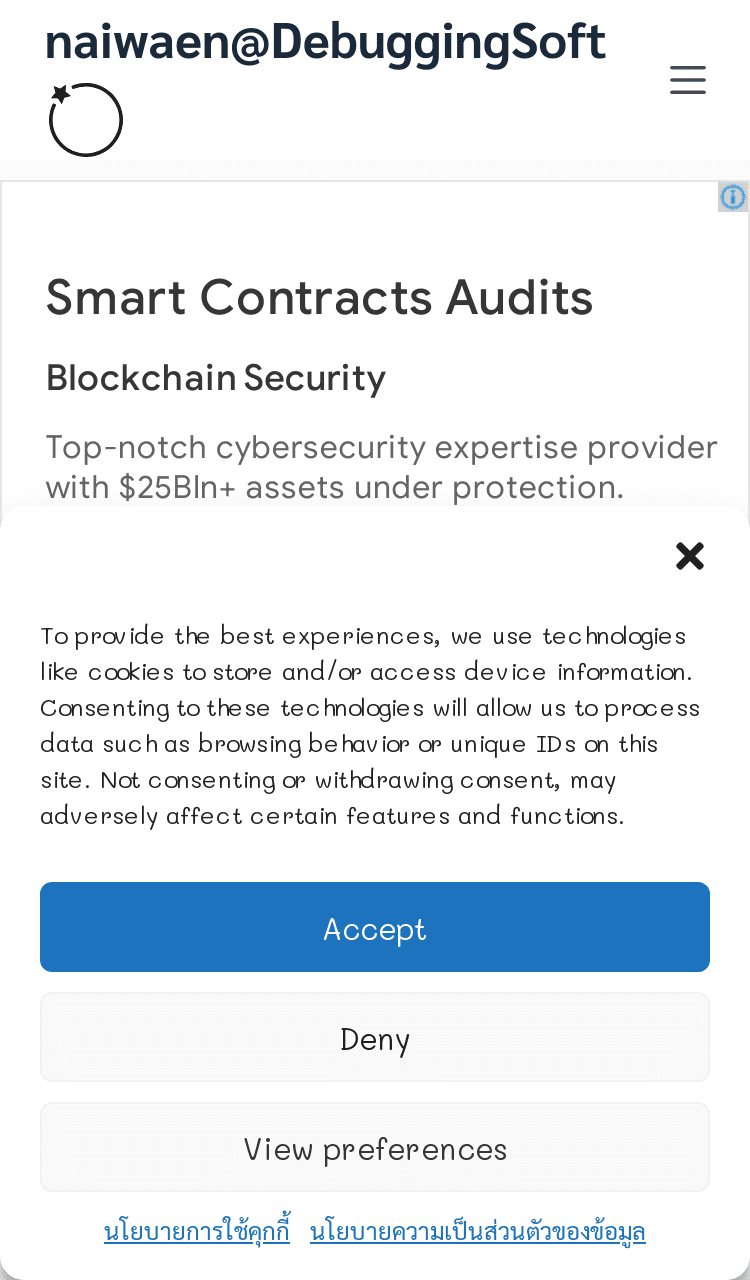 naiwaen@DebuggingSoft
Smart Contracts Audits
Blockchain Security
Top-notch cybersecurity expertise provider
with $25Bln+ assets under protection.
To provide the best experiences, we use technologies
like cookies to store and/or access device information.
Consenting to these technologies will allow us to process
data such as browsing behavior or unique IDs on this
site. Not consenting or withdrawing consent, may
adversely affect certain features and functions.
Accept
Deny
View preferences
นโยบายการใช้คุกกี้ นโยบายความเป็นส่วนตัวของข้อมูล